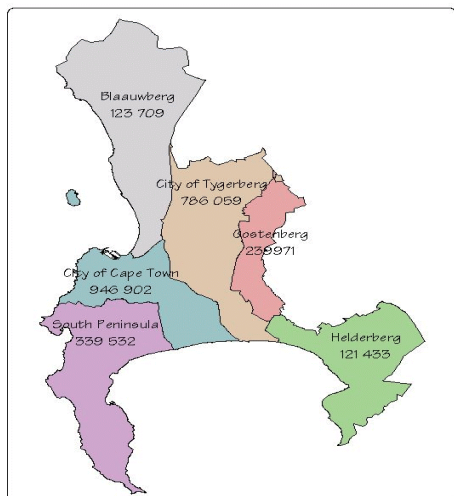 Blaauwberg
123 709
City of Tygerberg
786 059
Oostenberg
239971
City of Cape Town
946 902
South Peninsula
339 532
Helderberg
121 433